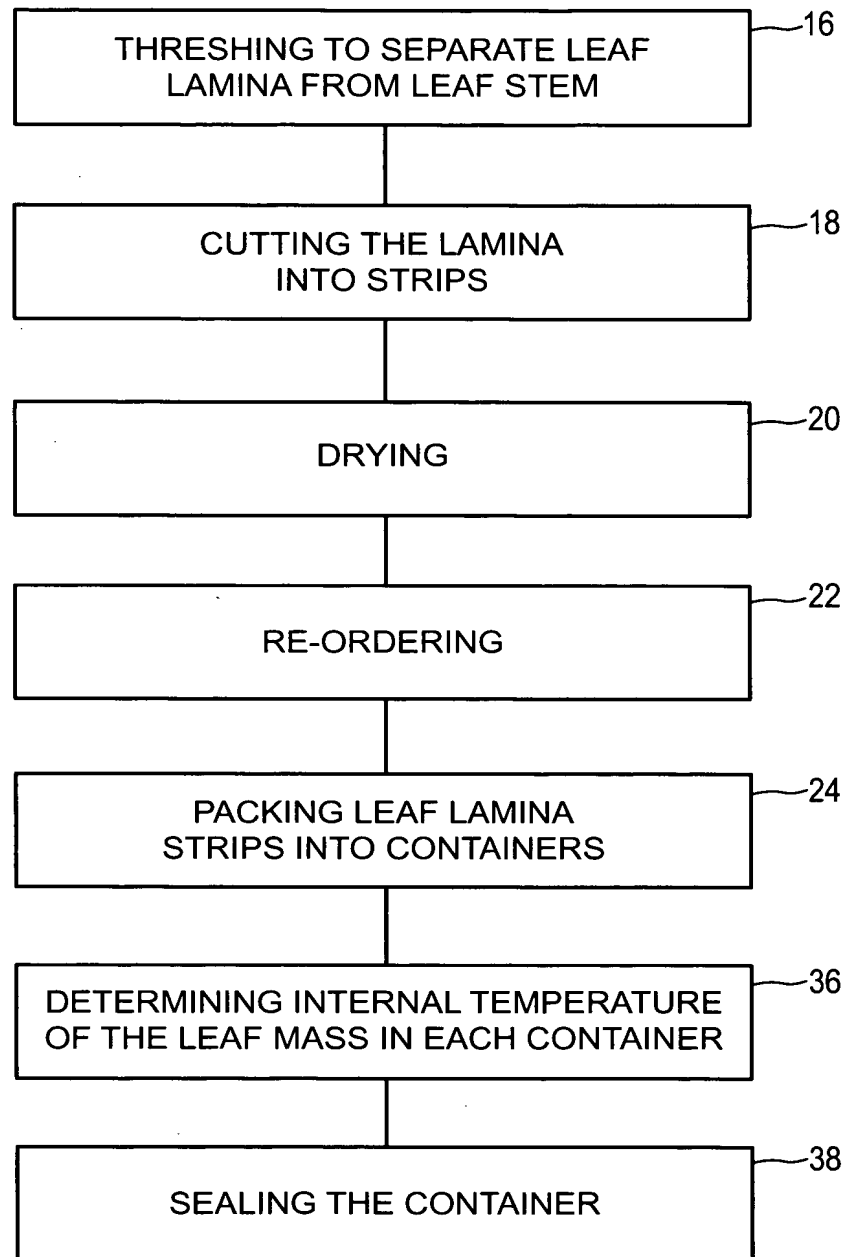 16
THRESHING TO SEPARATE LEAF
LAMINA FROM LEAF STEM
18
CUTTING THE LAMINA
INTO STRIPS
20
DRYING
22
RE-ORDERING
24
PACKING LEAF LAMINA
STRIPS INTO CONTAINERS
36
DETERMINING INTERNAL TEMPERATURE
OF THE LEAF MASS IN EACH CONTAINER
38
SEALING THE CONTAINER